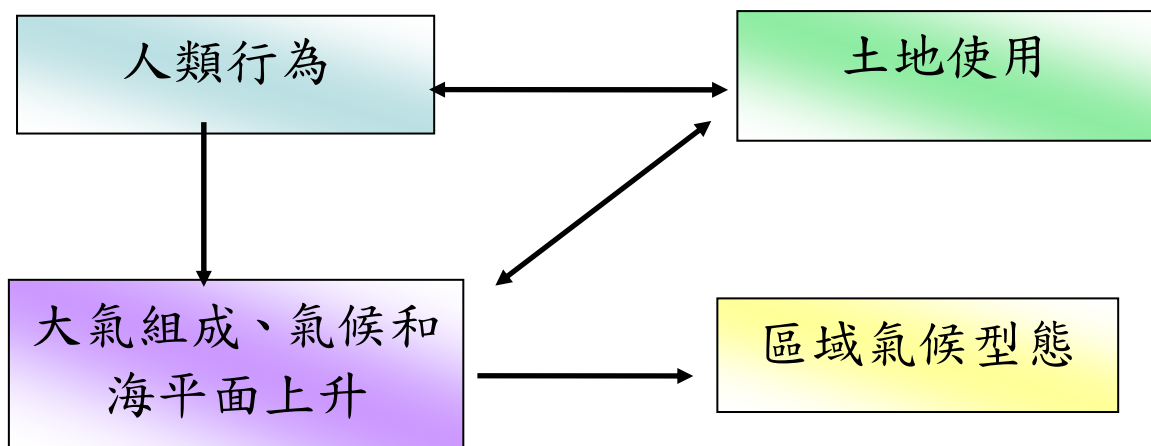 人類行為
土地使用
大氣組成、氣候和
海平面上升
區域氣候型態